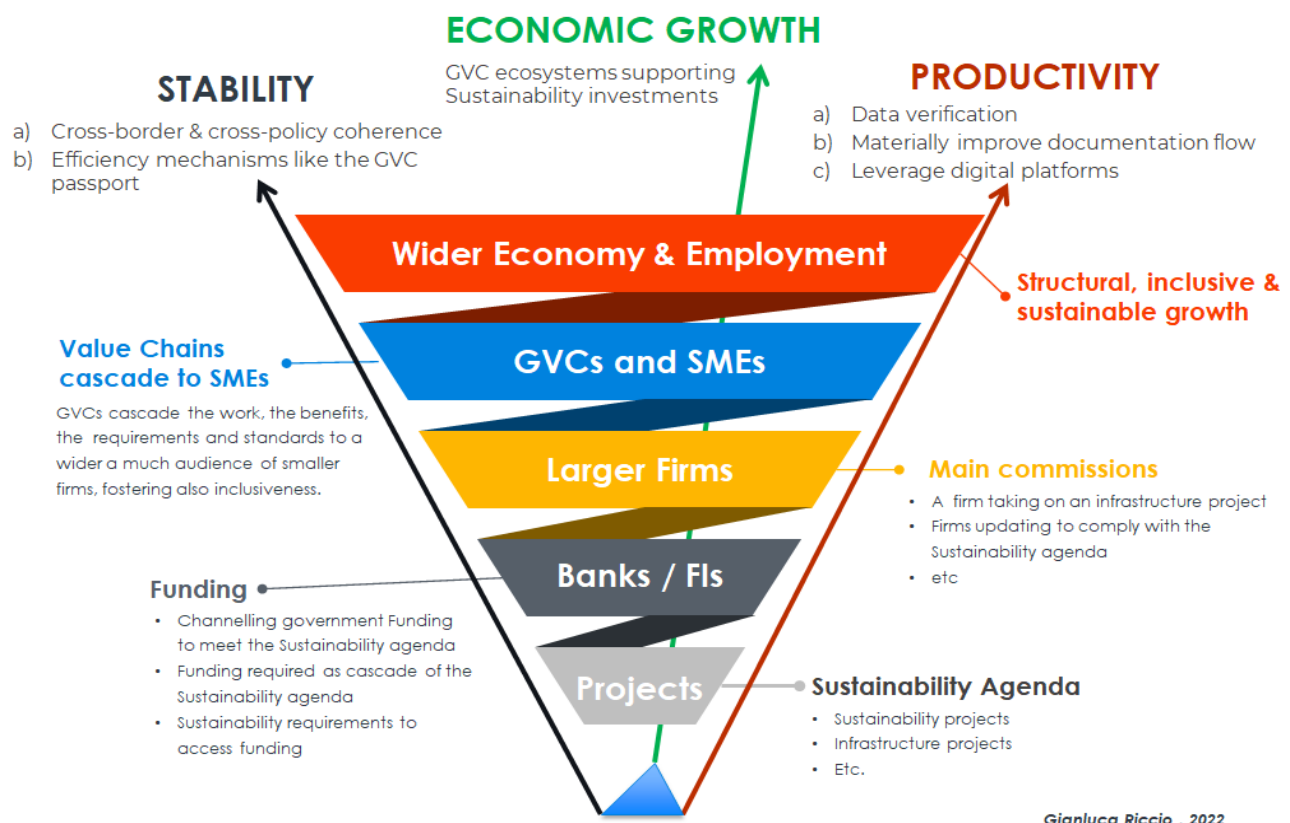 ECONOMIC GROWTH
GVC ecosystems supporting
Sustainability investments
STABILITY
a) Cross-border & cross-policy coherence
b) Efficiency mechanisms like the GVC
passport
PRODUCTIVITY
a) Data verification
b) Materially improve documentation flow
c) Leverage digital platforms
Wider Economy & Employment
Structural, inclusive &
sustainable growth
GVCs and SMEs
Value Chains
cascade to SMEs
GVCs cascade the work, the benefits,
the requirements and standards to a
wider a much audience of smaller
firms, fostering also inclusiveness.
Larger Firms
Main commissions
• A firm taking on an infrastructure project
• Firms updating to comply with the
Sustainability agenda
• etc
Banks / FIs
Funding
• Channelling government Funding
to meet the Sustainability agenda
• Funding required as cascade of the
Sustainability agenda
• Sustainability requirements to
access funding
Projects
Sustainability Agenda
• Sustainability projects
• Infrastructure projects
• Etc.
Gianluca Riccio , 2022